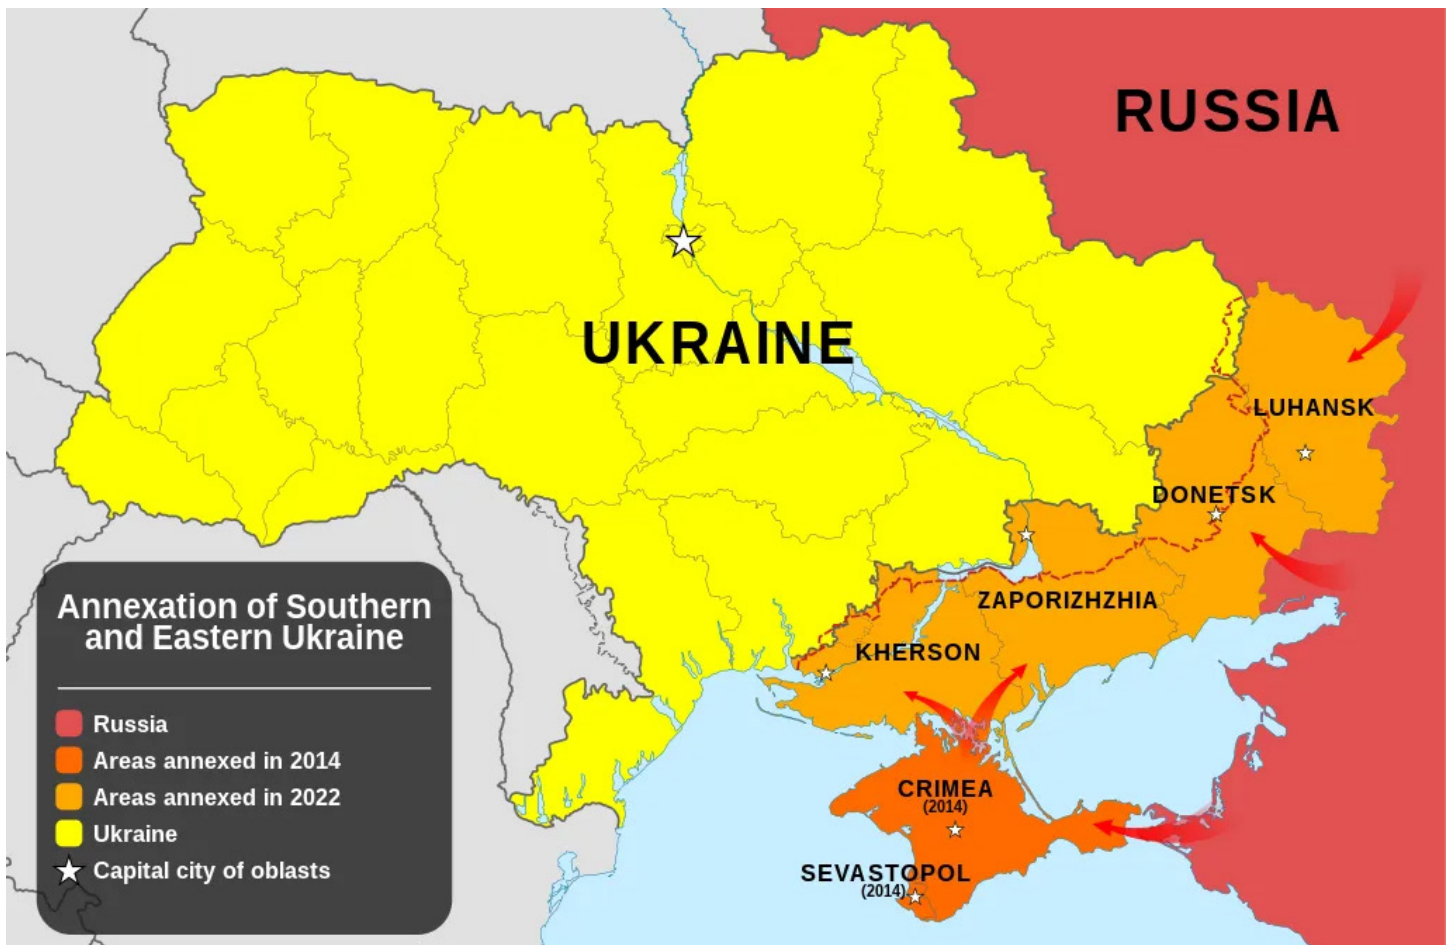 RUSSIA
UKRAINE
LUHANSK
DONETSK
ZAPORIZHZHIA
KHERSON
CRIMEA
(2014)
SEVASTOPOL
(2014)
Annexation of Southern
and Eastern Ukraine
Russia
Areas annexed in 2014
Areas annexed in 2022
Ukraine
Capital city of oblasts